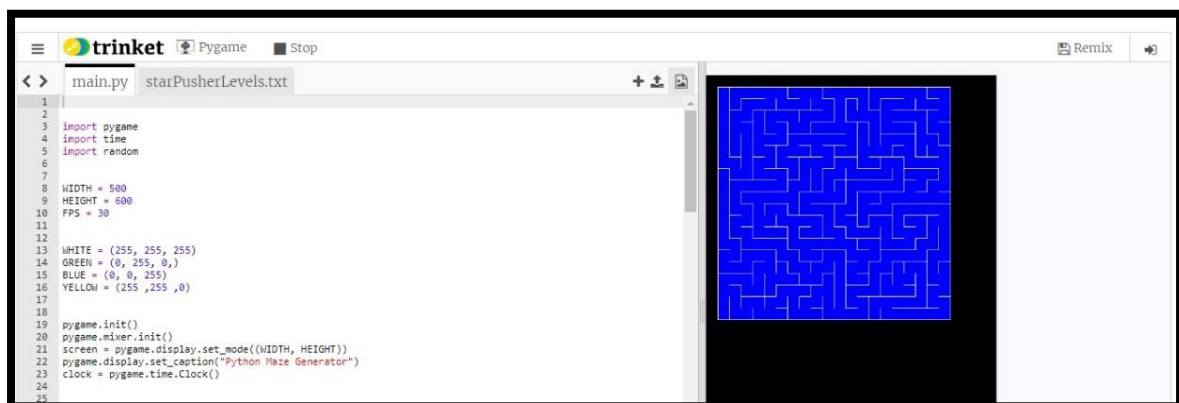 trinket Pygame Stop Remix
main.py starPusherLevels.txt
1
2
3 import pygame
4 import time
5 import random
6
7
8 WIDTH = 500
9 HEIGHT = 600
10 FPS = 30
11
12
13 WHITE = (255, 255, 255)
14 GREEN = (0, 255, 0,)
15 BLUE = (0, 0, 255)
16 YELLOW = (255 ,255 ,0)
17
18
19 pygame.init()
20 pygame.mixer.init()
21 screen = pygame.display.set_mode((WIDTH, HEIGHT))
22 pygame.display.set_caption("Python Maze Generator")
23 clock = pygame.time.Clock()
24
25